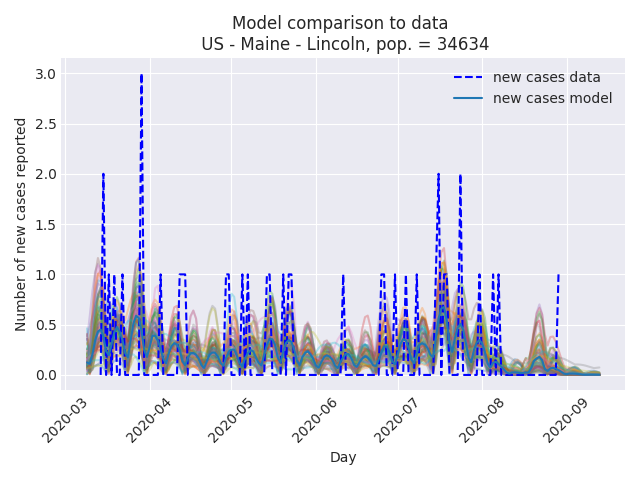 Model comparison to data
US - Maine - Lincoln, pop. = 34634
new cases data
new cases model
Number of new cases reported
3.0
2.5
2.0
1.5
1.0
0.5
0.0
2020-03
2020-04
2020-05
2020-06
2020-07
2020-08
2020-09
Day